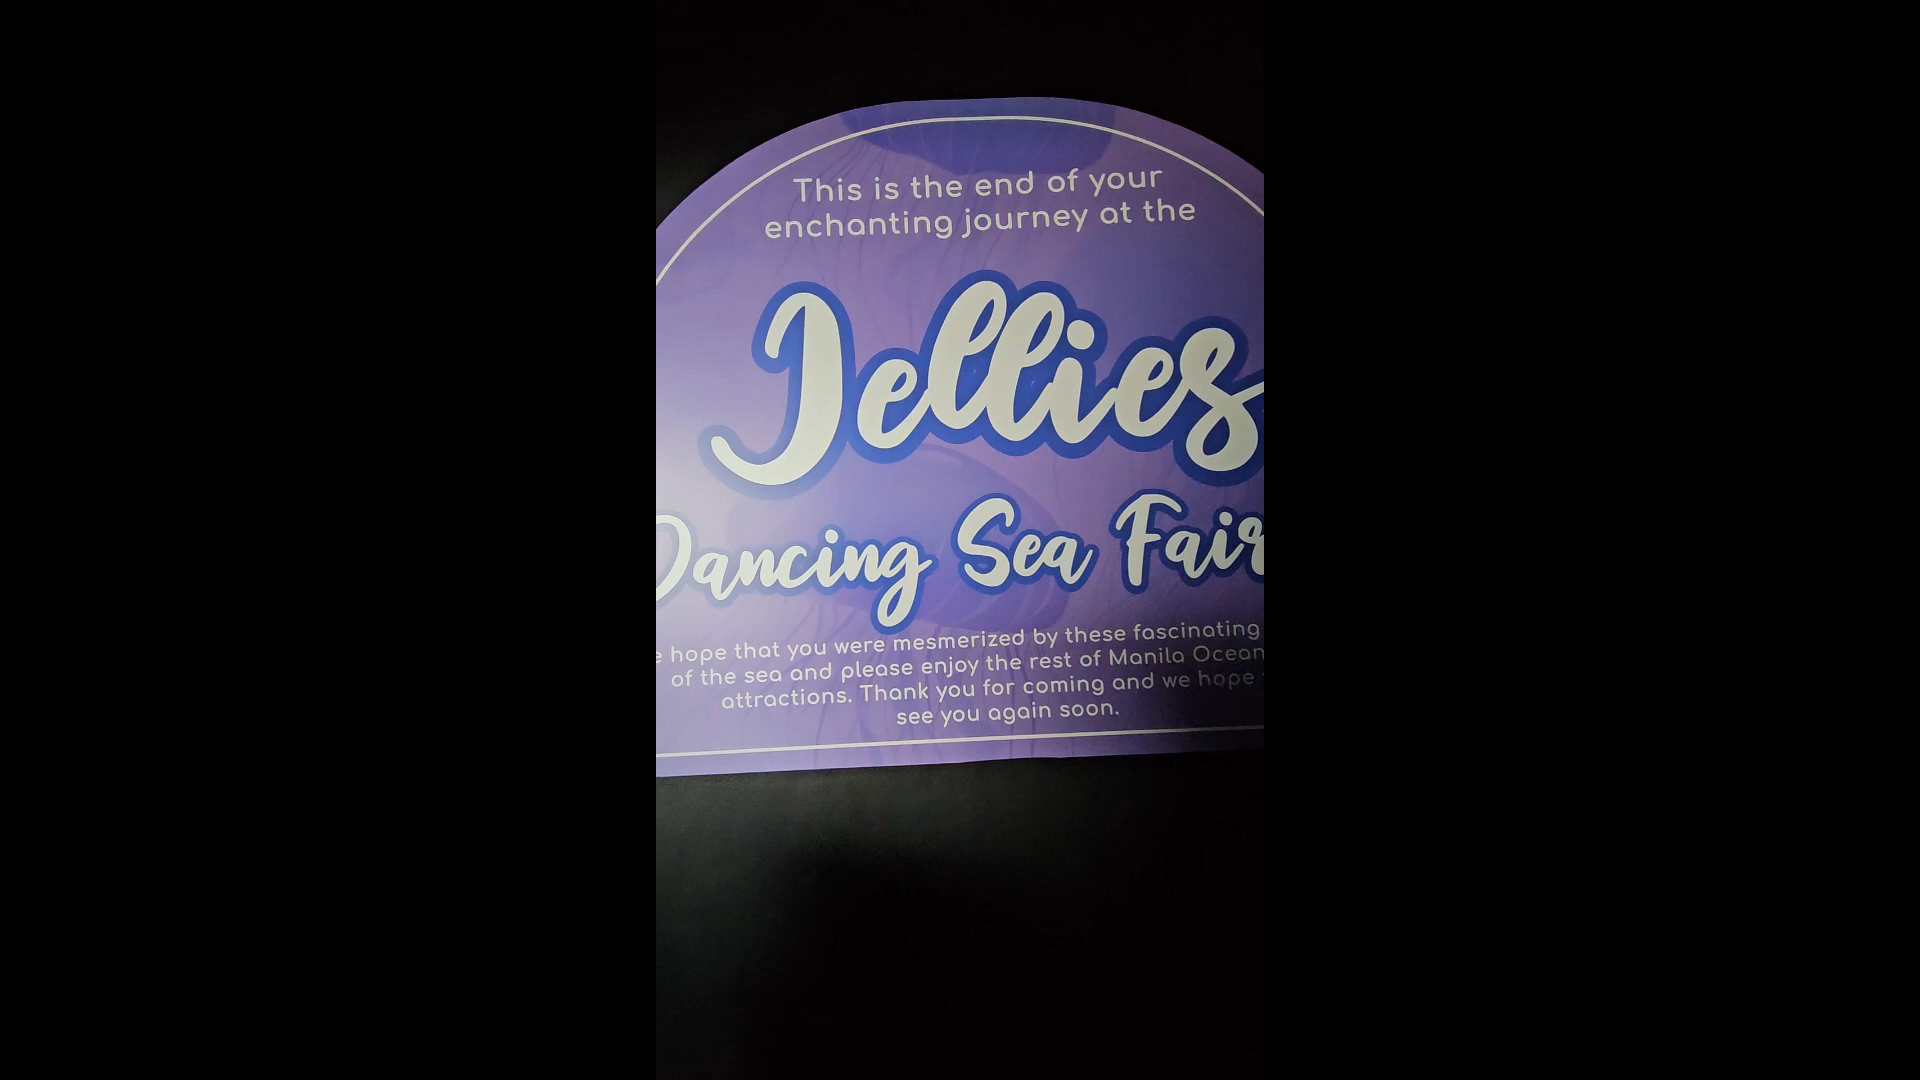 This is the end of your
enchanting journey at the
Jellies
Dancing Sea Fair
hope that you were mesmerized by these fascinating
of the sea and please enjoy the rest of Manila Ocean
attractions. Thank you for coming and we hope
see you again soon.